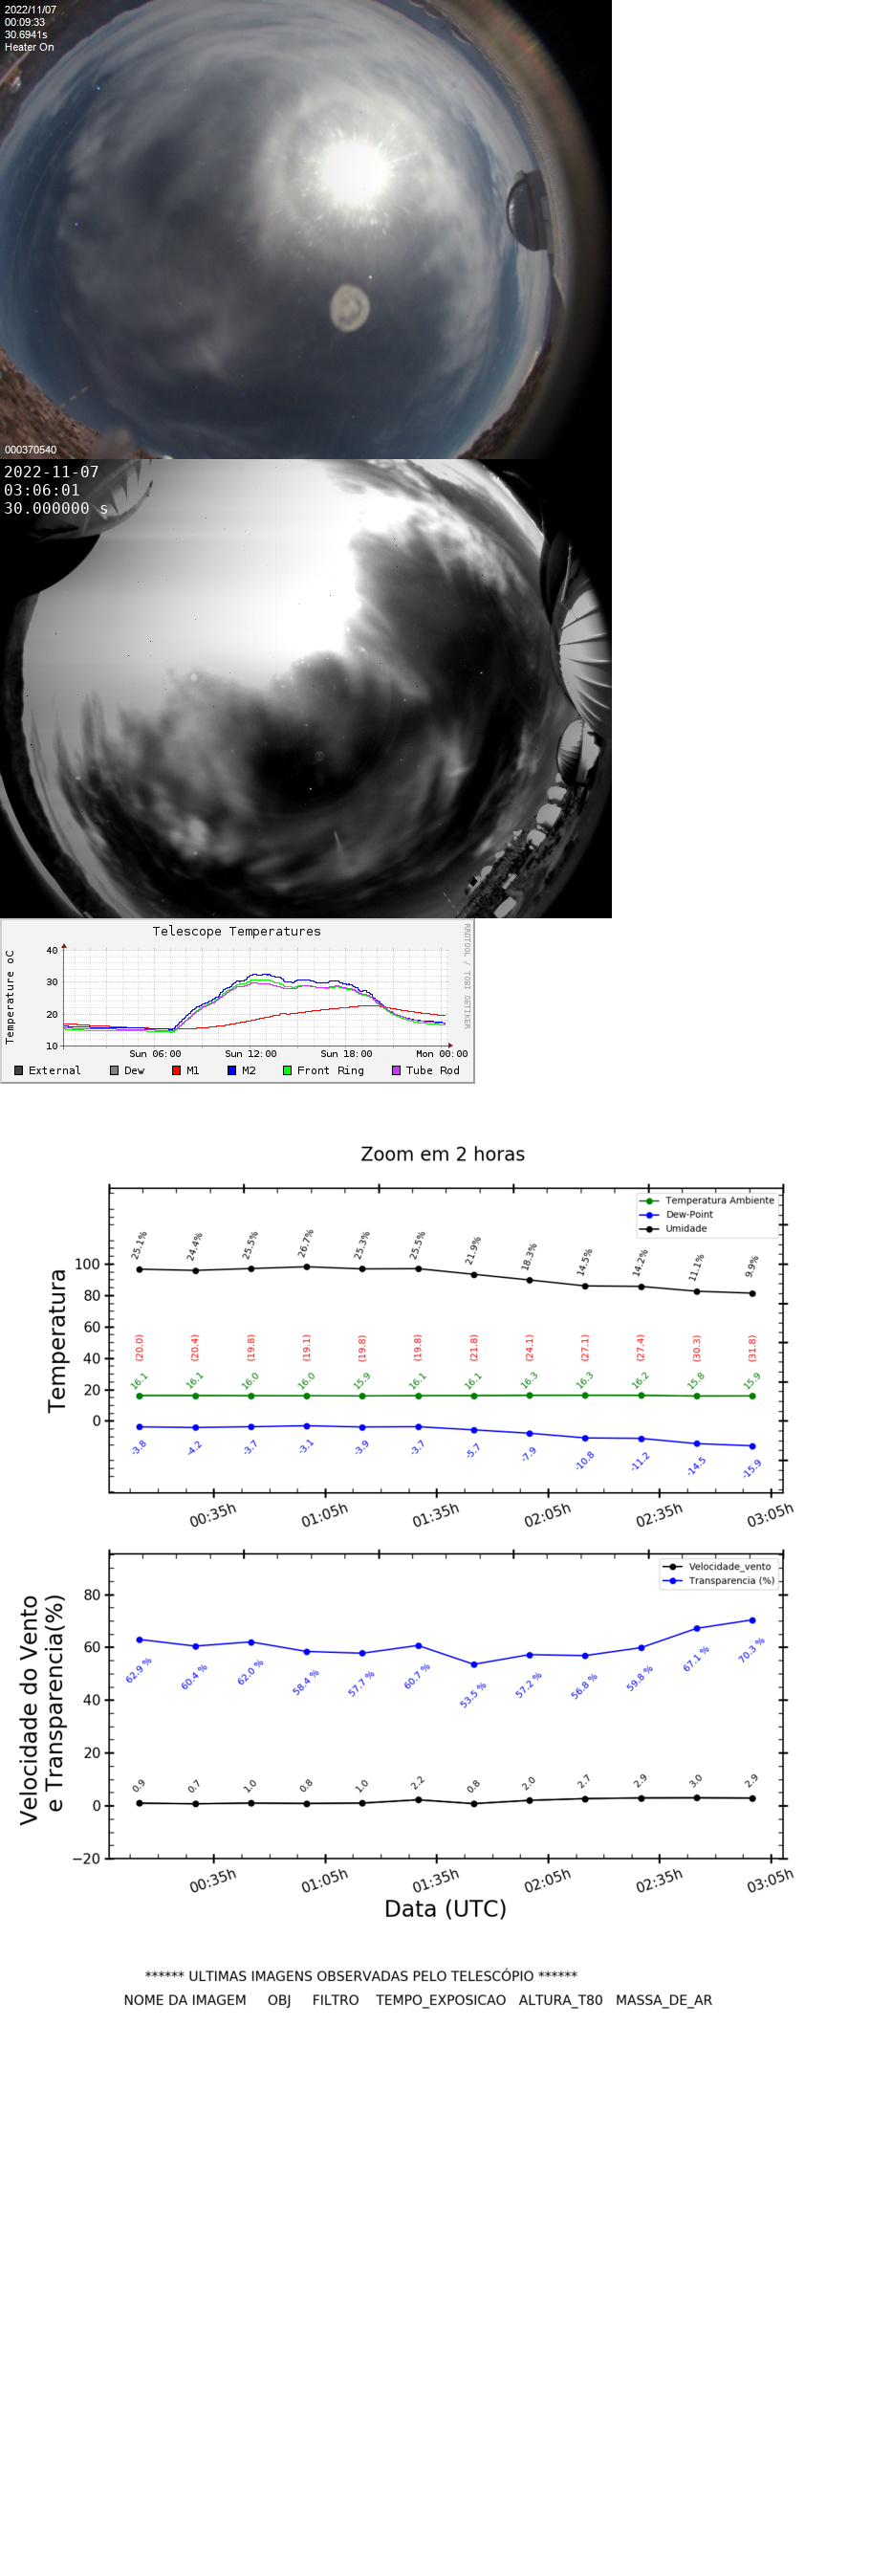 2022/11/07
00:09:33
30.6941s
Heater On
000370540
2022-11-07
03:06:01
30.000000 s
Telescope Temperatures
RRDTOOL / TOBI OETIKER
Temperature oC
40
30
20
10
Sun 06:00 Sun 12:00 Sun 18:00 Mon 00:00
External Dew M1 M2 Front Ring Tube Rod
Zoom em 2 horas
Temperatura Ambiente
Dew-Point
Umidade
Temperatura
100
80
60
40
20
0
25.1% 24.4% 25.5% 26.7% 25.3% 25.5% 21.9% 18.3% 14.5% 14.2% 11.1% 9.9%
(20.0) (20.4) (19.8) (19.1) (19.8) (19.8) (21.8) (24.1) (27.1) (27.4) (30.3) (31.8)
16.1 16.1 16.0 16.0 15.9 16.1 16.1 16.3 16.3 16.2 15.8 15.9
-3.8 -4.2 -3.7 -3.1 -3.9 -3.7 -5.7 -7.9 -10.8 -11.2 -14.5 -15.9
00:35h 01:05h 01:35h 02:05h 02:35h 03:05h
Velocidade_vento
Transparencia (%)
Velocidade do Vento
e Transparencia(%)
80
60
40
20
0
−20
62.9 % 60.4 % 62.0 % 58.4 % 57.7 % 60.7 % 53.5 % 57.2 % 56.8 % 59.8 % 67.1 % 70.3 %
0.9 0.7 1.0 0.8 1.0 2.2 0.8 2.0 2.7 2.9 3.0 2.9
00:35h 01:05h 01:35h 02:05h 02:35h 03:05h
Data (UTC)
****** ULTIMAS IMAGENS OBSERVADAS PELO TELESCÓPIO ******
NOME DA IMAGEM OBJ FILTRO TEMPO_EXPOSICAO ALTURA_T80 MASSA_DE_AR